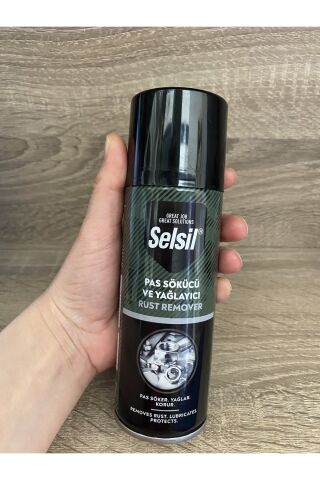 GREAT JOB
GREAT SOLUTIONS
Selsil®
PAS SÖKÜCÜ
VE YAĞLAYICI
RUST REMOVER
PAS SÖKER, YAĞLAR,
KORUR.
REMOVES RUST, LUBRICATES,
PROTECTS.